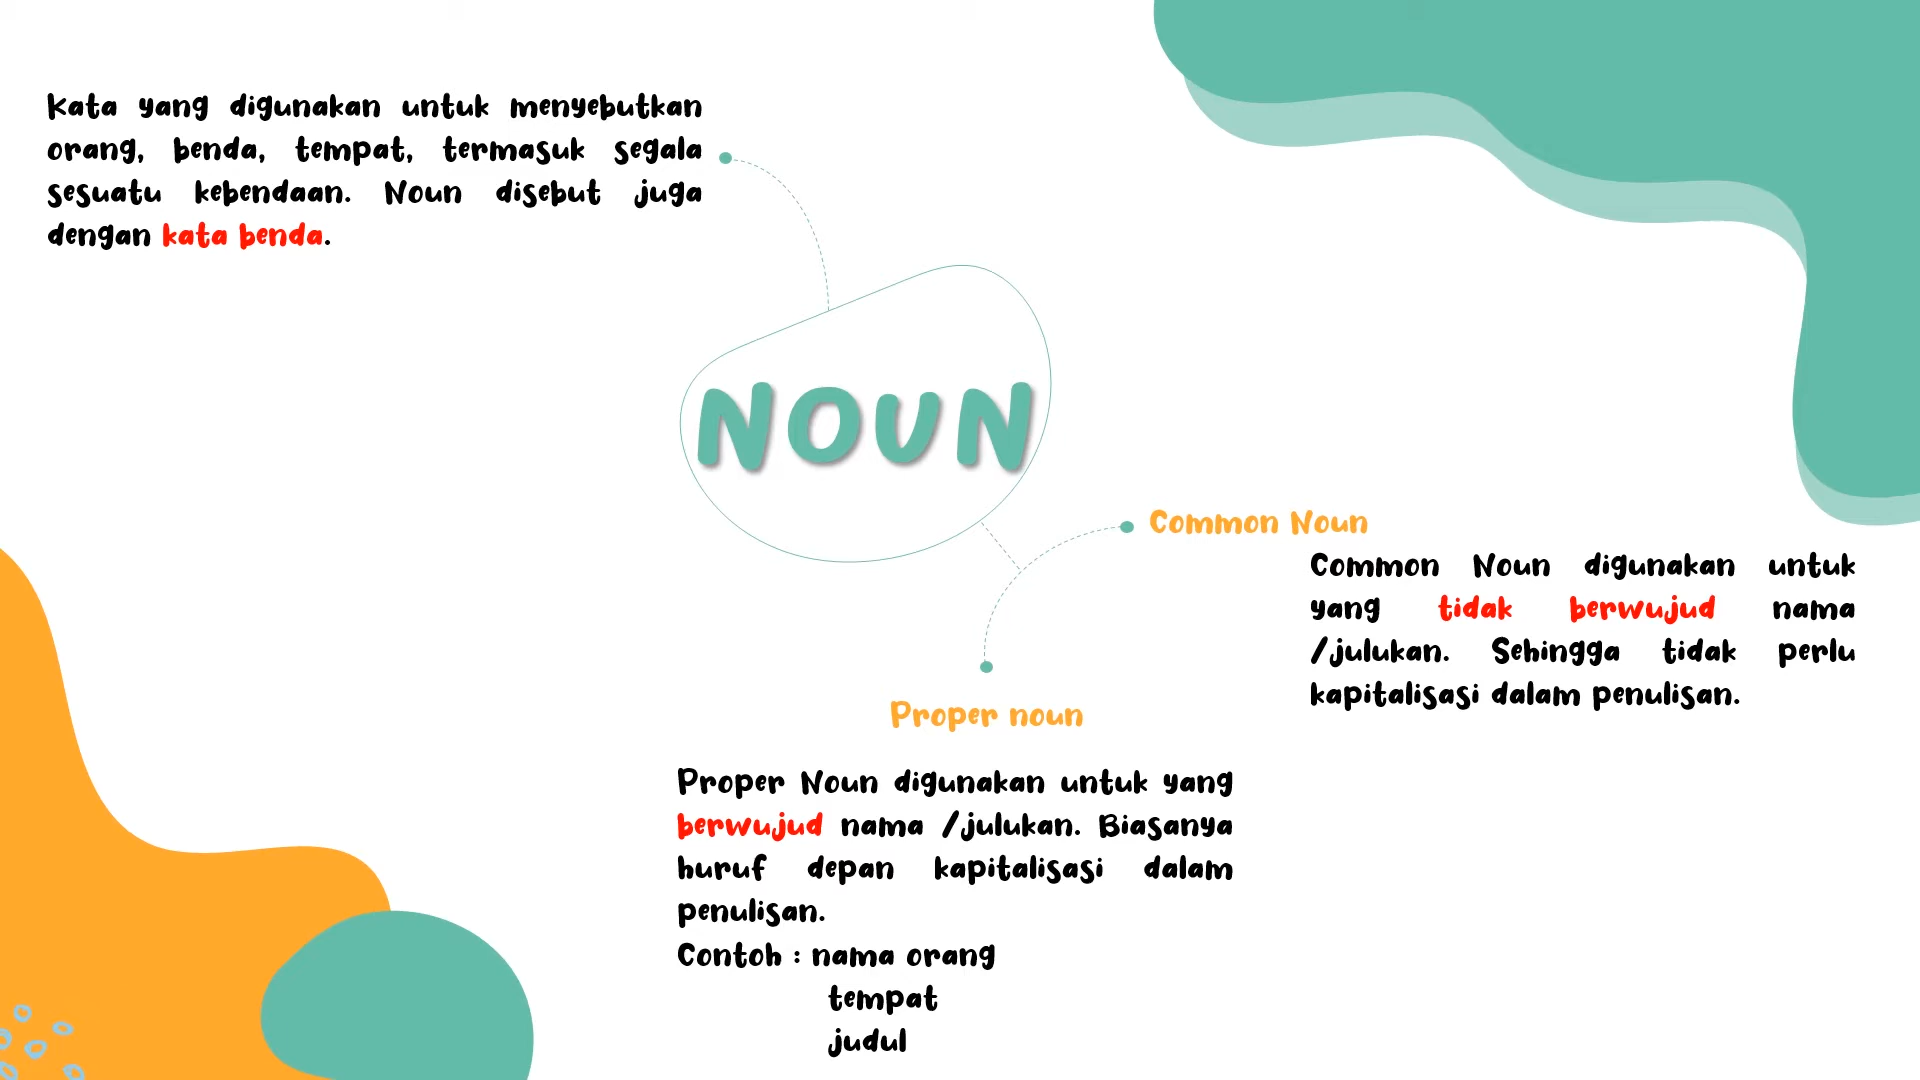 Kata yang digunakan untuk menyebutkan
orang, benda, tempat, termasuk segala
sesuatu kebendaan. Noun disebut juga
dengan kata benda.
NOUN
Common Noun
Common Noun digunakan untuk
yang tidak berwujud nama
/julukan. Sehingga tidak perlu
kapitalisasi dalam penulisan.
Proper noun
Proper Noun digunakan untuk yang
berwujud nama /julukan. Biasanya
huruf depan kapitalisasi dalam
penulisan.
Contoh : nama orang
tempat
judul